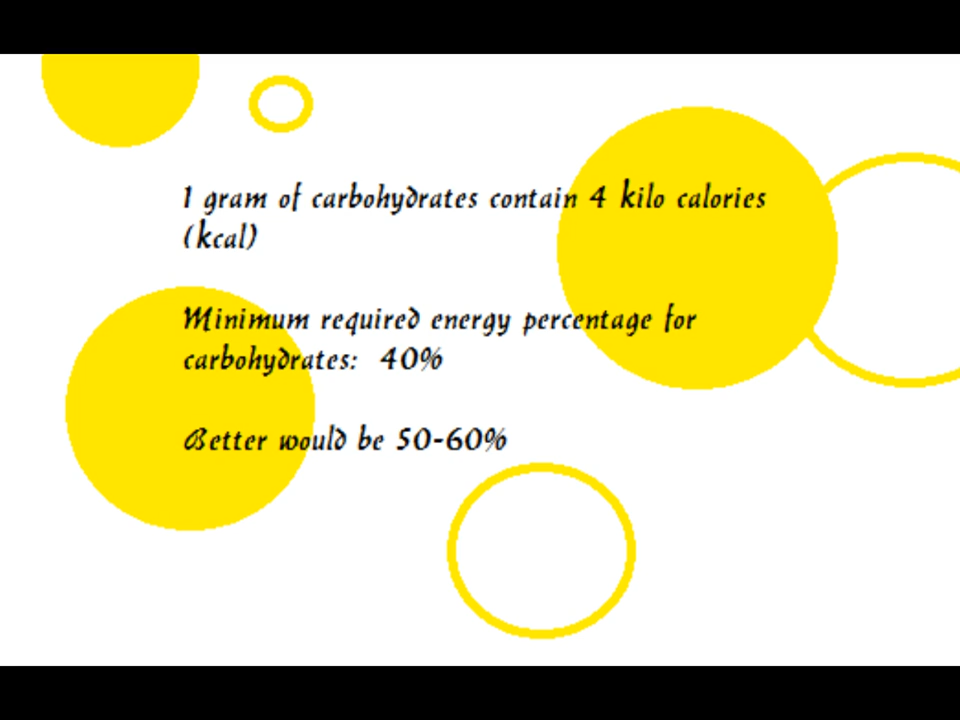 1 gram of carbohydrates contain 4 kilo calories
(kcal)
Minimum required energy percentage for
carbohydrates: 40%
Better would be 50-60%